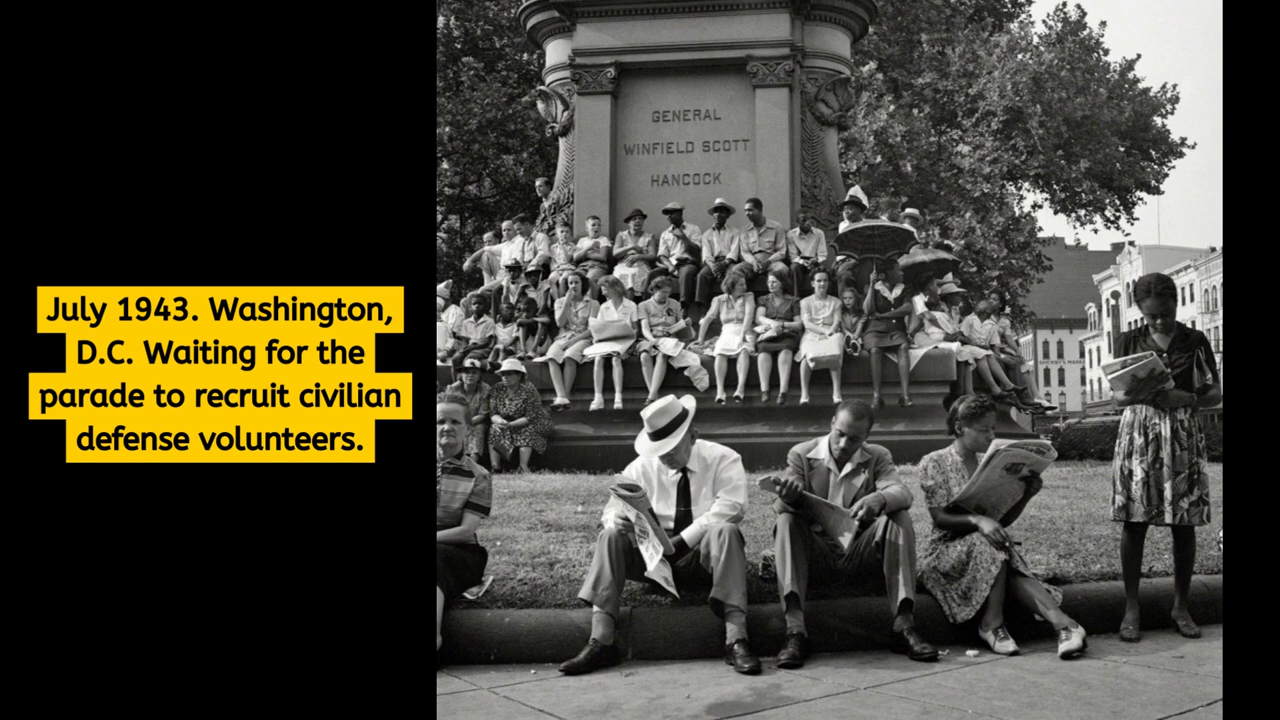 July 1943. Washington,
D.C. Waiting for the
parade to recruit civilian
defense volunteers.
GENERAL
WINFIELD SCOTT
HANCOCK